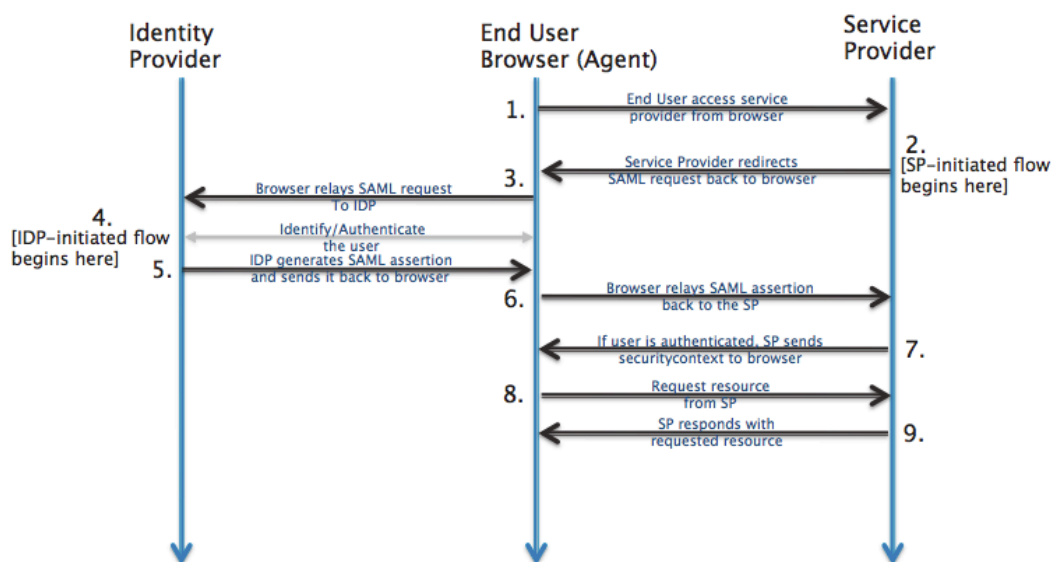 Identity
Provider
End User
Browser (Agent)
Service
Provider
1.
End User access service
provider from browser
2.
[SP-initiated flow
begins here]
3.
Service Provider redirects
SAML request back to browser
Browser relays SAML request
To IDP
4.
[IDP-initiated flow
begins here]
Identify/Authenticate
the user
5.
IDP generates SAML assertion
and sends it back to browser
6.
Browser relays SAML assertion
back to the SP
If user is authenticated, SP sends
securitycontext to browser
7.
8.
Request resource
from SP
SP responds with
requested resource
9.